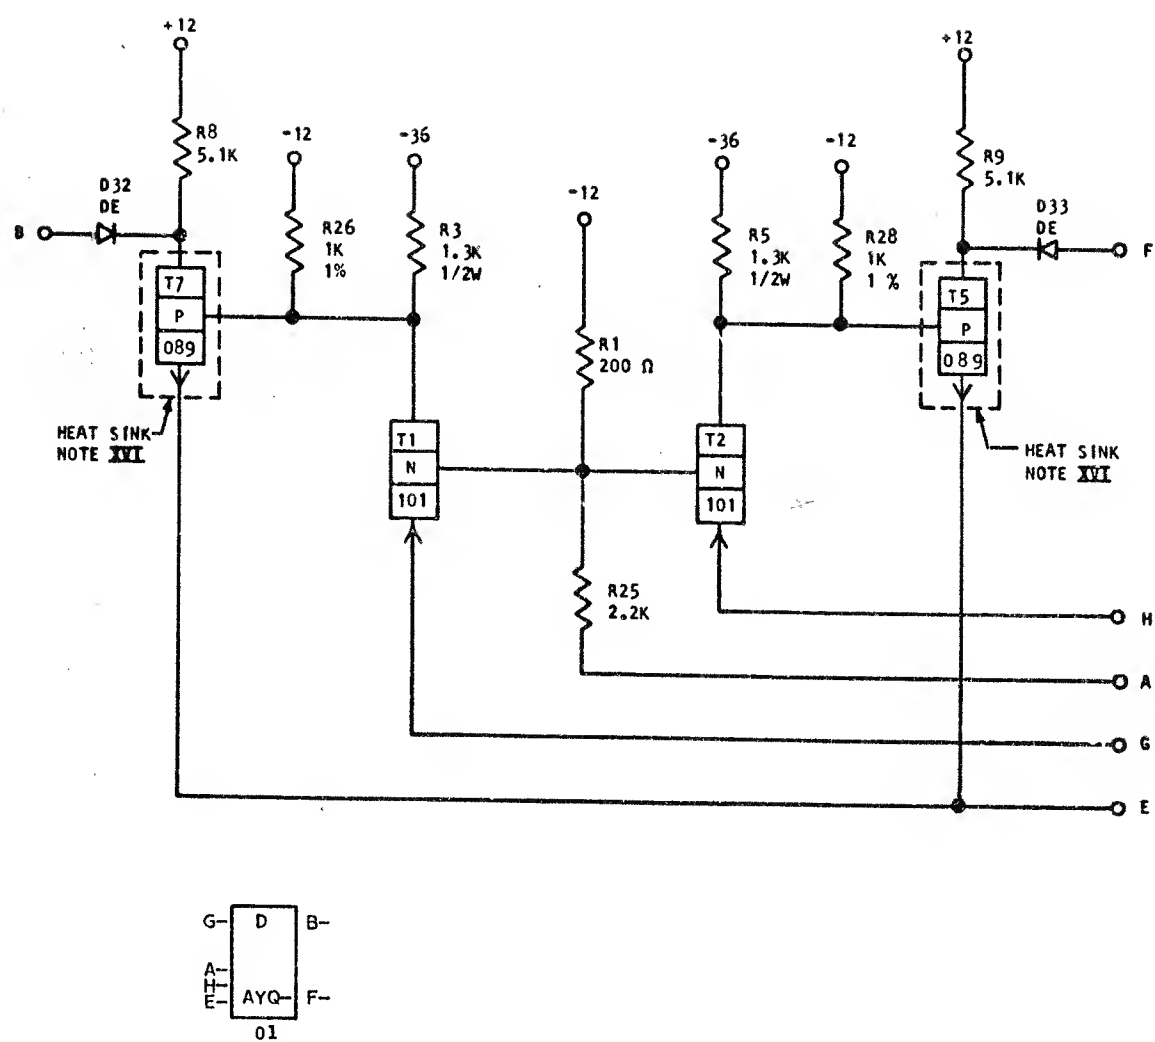 +12
R8
5.1K
-12
R26
1K
1%
-36
R3
1.3K
1/2W
-12
R1
200 Ω
-36
R5
1.3K
1/2W
-12
R28
1K
1 %
+12
R9
5.1K
D32
DE
B
D33
DE
F
T7
P
089
T5
P
089
HEAT SINK
NOTE XVI
HEAT SINK
NOTE XVI
T1
N
101
T2
N
101
R25
2.2K
H
A
G
E
G- D B-
A-
H-
E- AYQ- F-
01